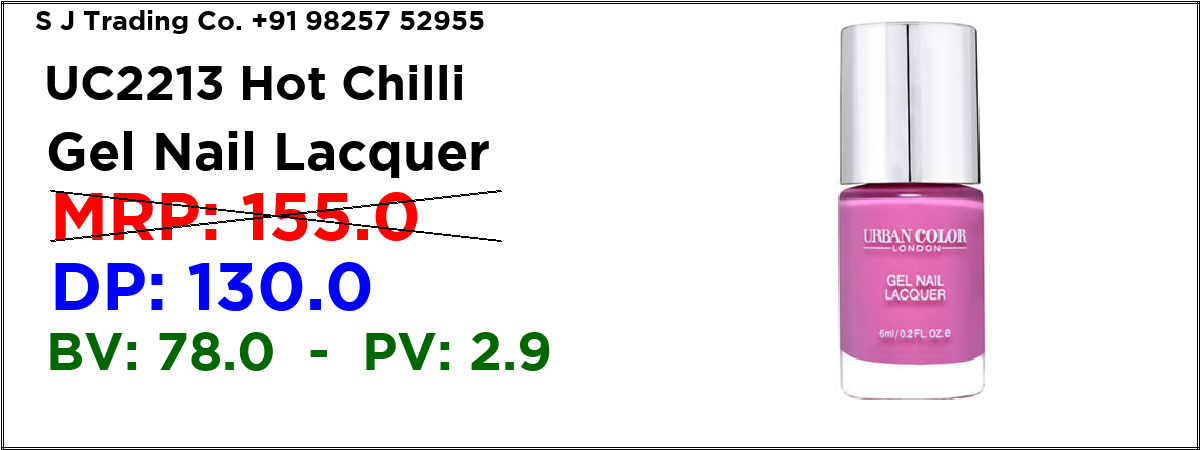 S J Trading Co. +91 98257 52955
UC2213 Hot Chilli
Gel Nail Lacquer
MRP: 155.0
DP: 130.0
BV: 78.0 - PV: 2.9
URBAN COLOR
LONDON
GEL NAIL
LACQUER
6ml / 0.2 FL. OZ. e